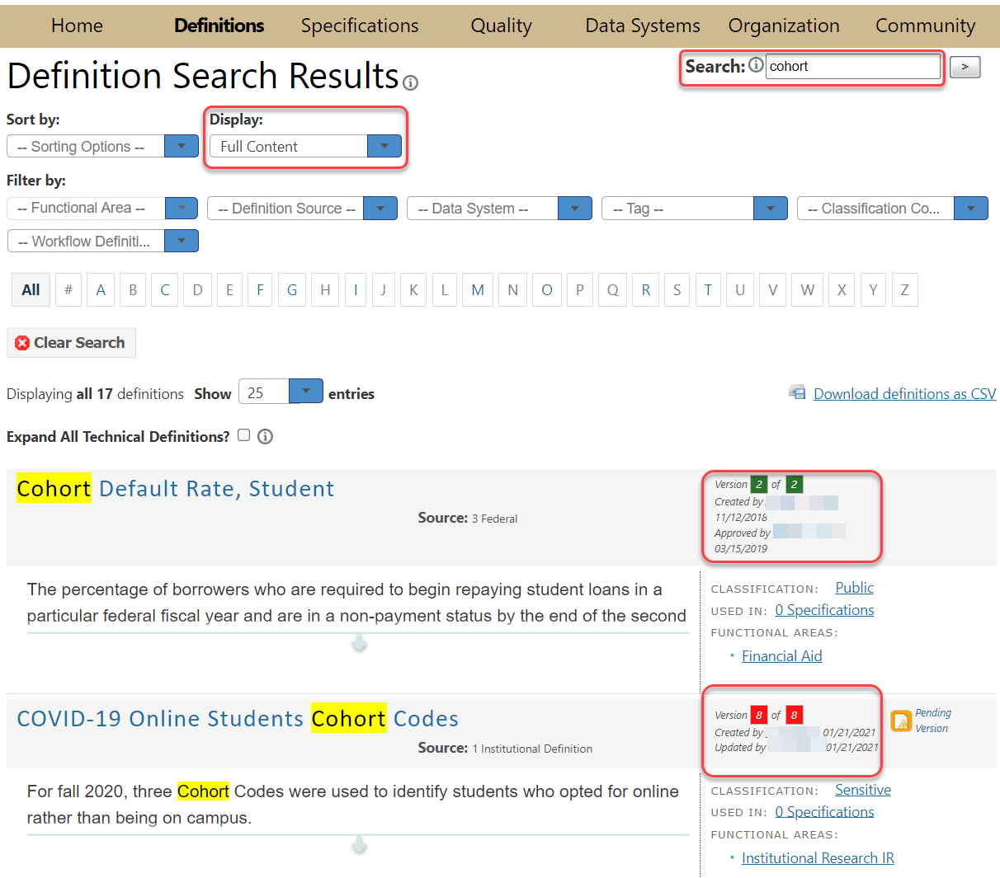 Home Definitions Specifications Quality Data Systems Organization Community
Definition Search Results
Search: cohort >
Sort by: Display:
-- Sorting Options -- Full Content
Filter by:
-- Functional Area -- -- Definition Source -- -- Data System -- -- Tag -- -- Classification Co...
-- Workflow Definiti...
All # A B C D E F G H I J K L M N O P Q R S T U V W X Y Z
Clear Search
Displaying all 17 definitions Show 25 entries Download definitions as CSV
Expand All Technical Definitions?
Cohort Default Rate, Student
Source: 3 Federal
Version 2 of 2
Created by
11/12/2018
Approved by
03/15/2019
The percentage of borrowers who are required to begin repaying student loans in a
particular federal fiscal year and are in a non-payment status by the end of the second
CLASSIFICATION: Public
USED IN: 0 Specifications
FUNCTIONAL AREAS:
• Financial Aid
COVID-19 Online Students Cohort Codes
Source: 1 Institutional Definition
Version 8 of 8
Created by 01/21/2021
Updated by 01/21/2021
Pending
Version
For fall 2020, three Cohort Codes were used to identify students who opted for online
rather than being on campus.
CLASSIFICATION: Sensitive
USED IN: 0 Specifications
FUNCTIONAL AREAS:
• Institutional Research IR